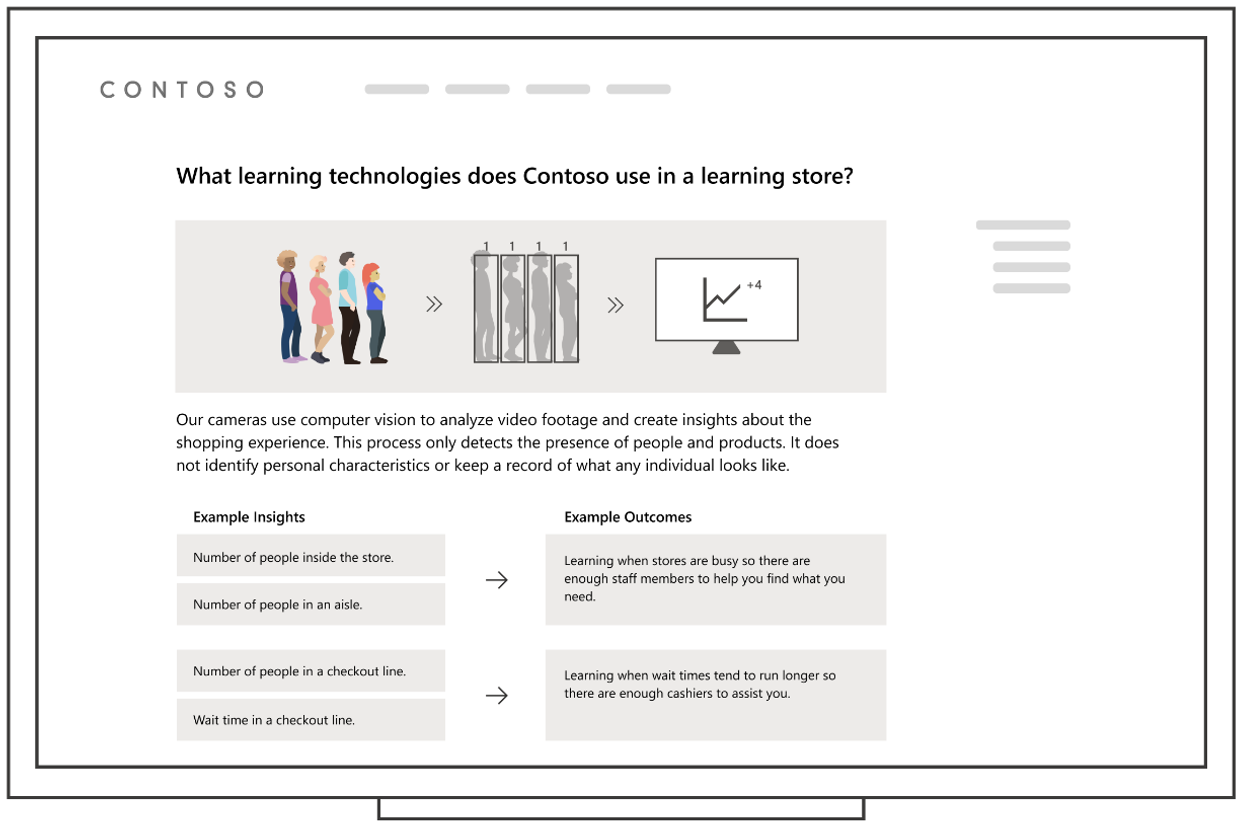 CONTOSO
What learning technologies does Contoso use in a learning store?
1 1 1 1
+4
Our cameras use computer vision to analyze video footage and create insights about the
shopping experience. This process only detects the presence of people and products. It does
not identify personal characteristics or keep a record of what any individual looks like.
Example Insights
Number of people inside the store.
Number of people in an aisle.
Example Outcomes
Learning when stores are busy so there are
enough staff members to help you find what you
need.
Number of people in a checkout line.
Wait time in a checkout line.
Learning when wait times tend to run longer so
there are enough cashiers to assist you.